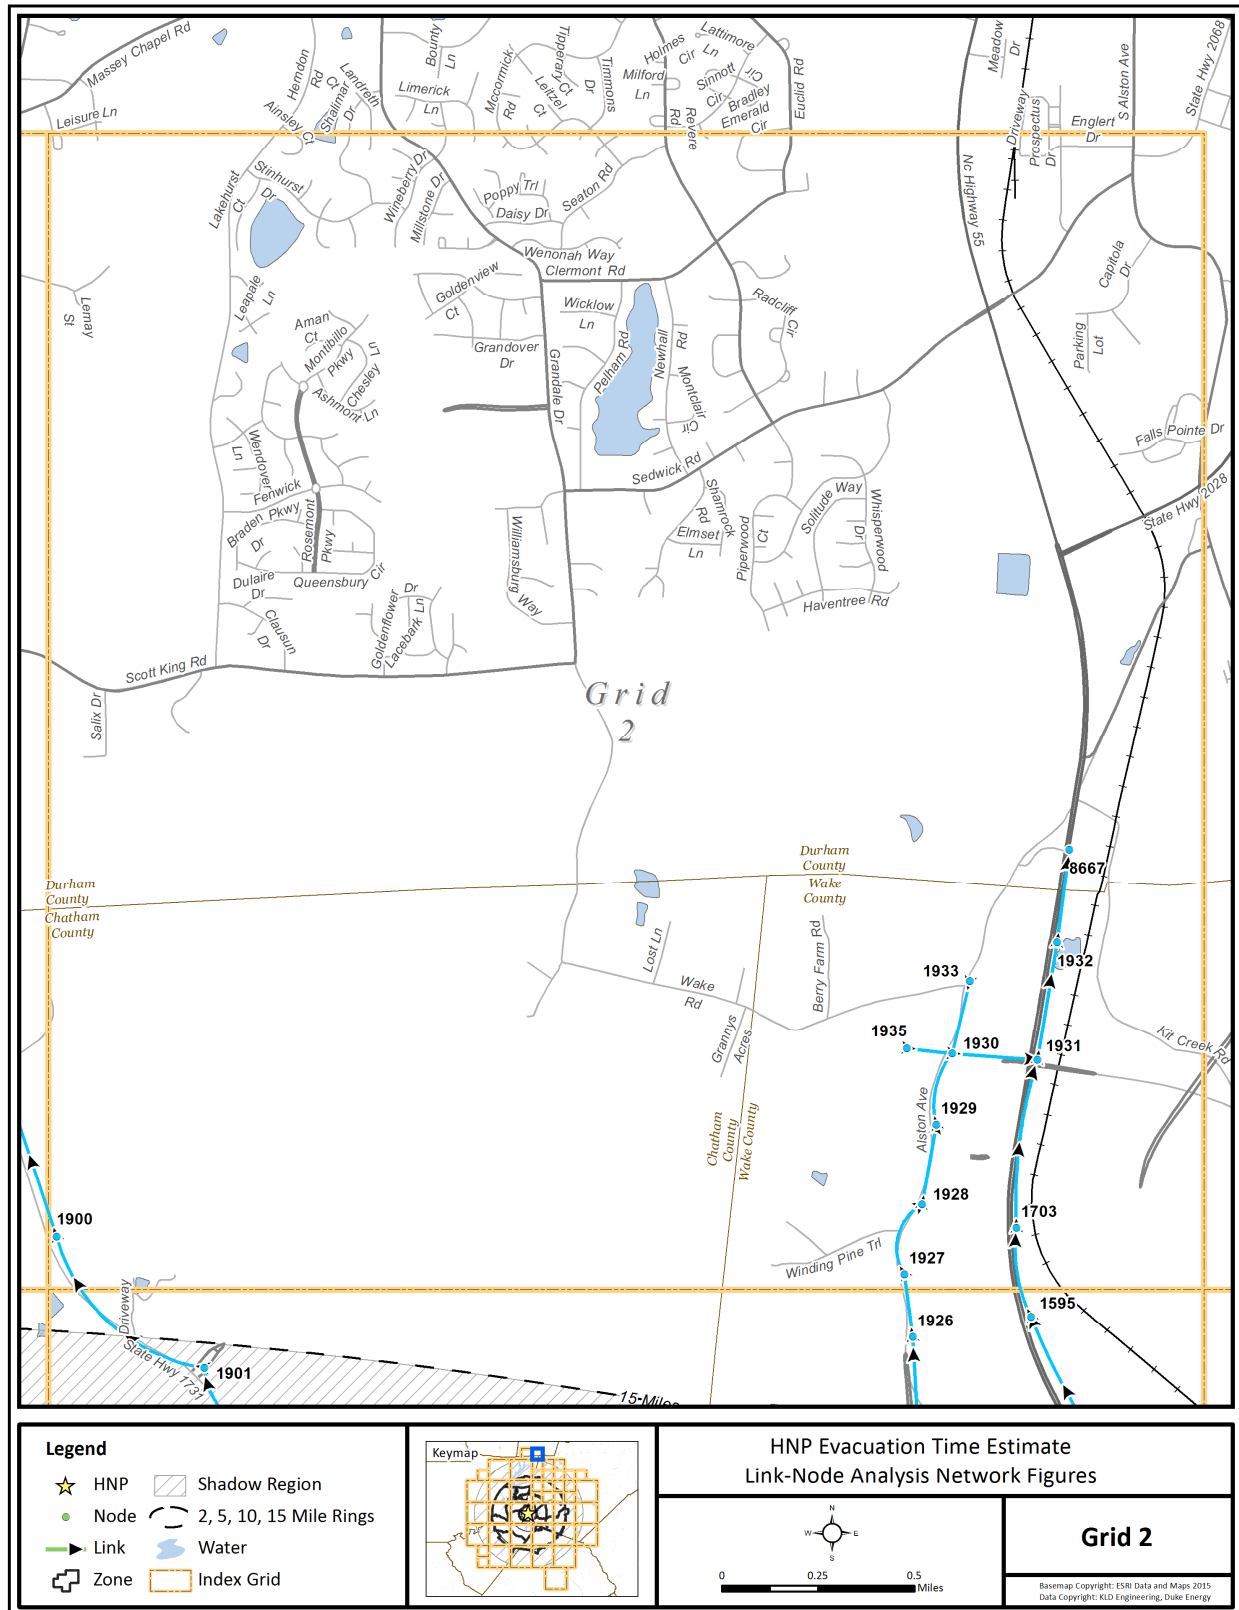 Massey Chapel Rd
Leisure Ln
Herndon
Rd
Ainsley Ct
Shalimar
Ct
Landreth
Dr
Bounty
Ln
Limerick
Ln
Mccormick
Rd
Tipperary
Ct
Leitzel
Ct
Timmons
Dr
Holmes
Cir
Lattimore
Ln
Milford
Ln
Sinnott
Cir
Bradley
Cir
Emerald
Cir
Revere
Rd
Euclid Rd
Meadow
Dr
Driveway
Prospectus
Dr
Englert
Dr
S Alston Ave
State Hwy 2068
Nc Highway 55
Lakehurst
Ct
Stinhurst
Dr
Wineberry Dr
Millstone Dr
Poppy Trl
Daisy Dr
Seaton Rd
Wenonah Way
Clermont Rd
Capitola
Dr
Lemay
St
Leapale
Ln
Goldenview
Ct
Wicklow
Ln
Radcliff
Cir
Aman
Ct
Montibillo
Pkwy
Chesley
Ln
Ashmont Ln
Grandover
Dr
Grandale Dr
Pelham Rd
Newhall
Rd
Montclair
Cir
Parking
Lot
Falls Pointe Dr
Wendover
Ln
Sedwick Rd
State Hwy 2028
Fenwick
Pkwy
Braden
Dr
Rosemont
Pkwy
Williamsburg
Way
Shamrock
Rd
Elmset
Ln
Piperwood
Ct
Solitude Way
Whisperwood
Dr
Dulaire
Dr
Queensbury Cir
Goldenflower
Dr
Lacebark Ln
Clausun
Dr
Haventree Rd
Scott King Rd
Salix Dr
Grid
2
Durham
County
Wake
County
8667
Durham
County
Chatham
County
Lost Ln
Berry Farm Rd
1932
1933
Wake
Rd
Grannys
Acres
1935
1930
1931
Kit Creek Rd
Alston Ave
1929
Chatham
County
Wake County
1928
1703
1900
Winding Pine Trl
1927
Driveway
1595
1926
State Hwy 1731
1901
15-Miles
Legend
HNP
Shadow Region
Node
2, 5, 10, 15 Mile Rings
Link
Water
Zone
Index Grid
Keymap
HNP Evacuation Time Estimate
Link-Node Analysis Network Figures
N
W
E
S
0
0.25
0.5
Miles
Grid 2
Basemap Copyright: ESRI Data and Maps 2015
Data Copyright: KLD Engineering, Duke Energy